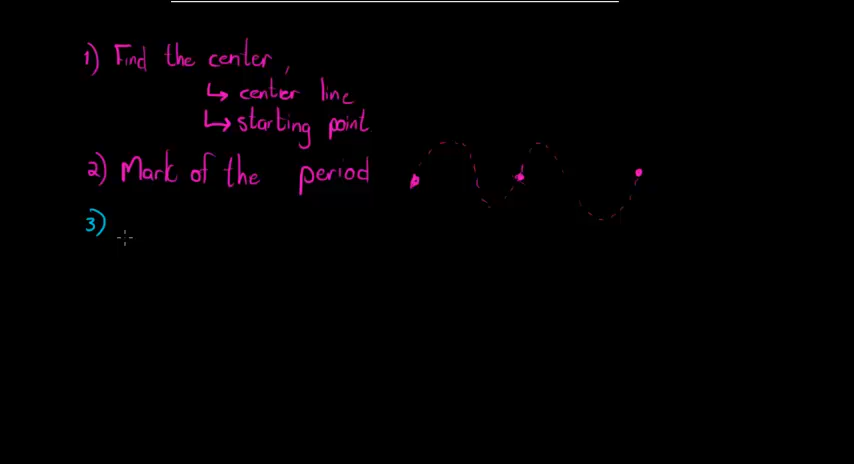 1) Find the center,
↳ center line
↳ starting point
2) Mark of the period
3)